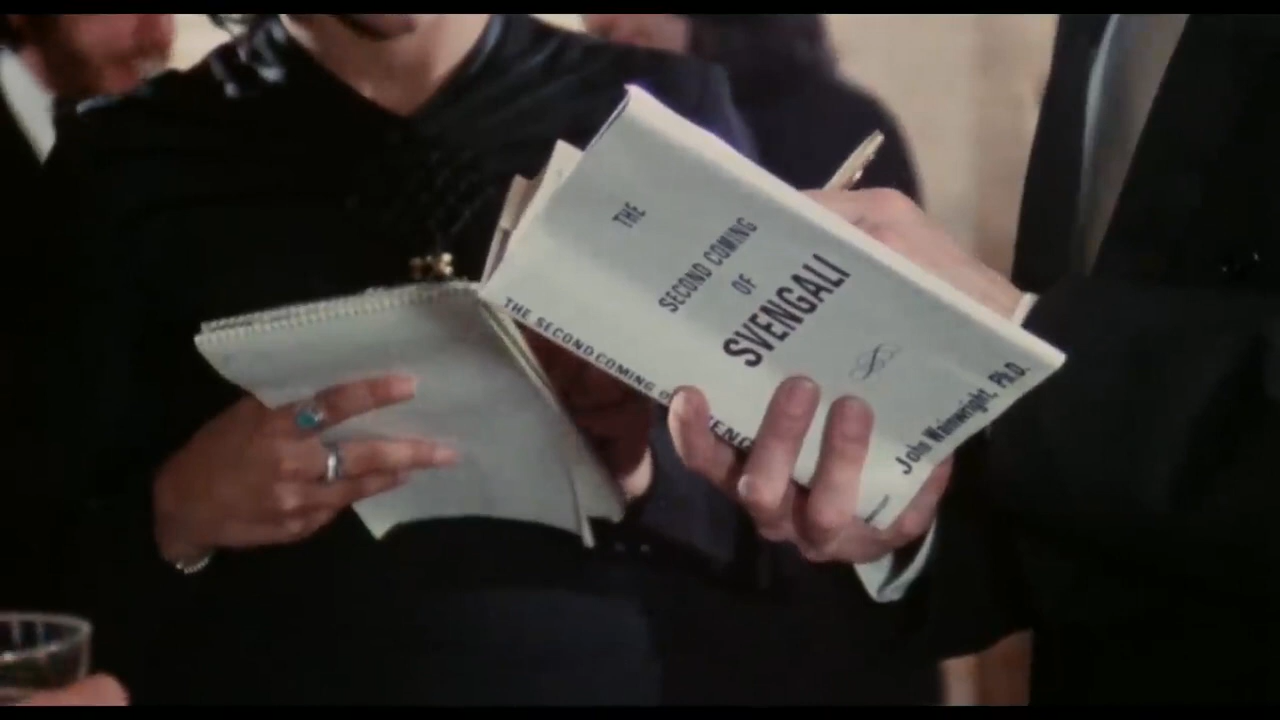 THE
SECOND COMING
OF
SVENGALI
John Wainwright, Ph.D.
THE SECOND COMING